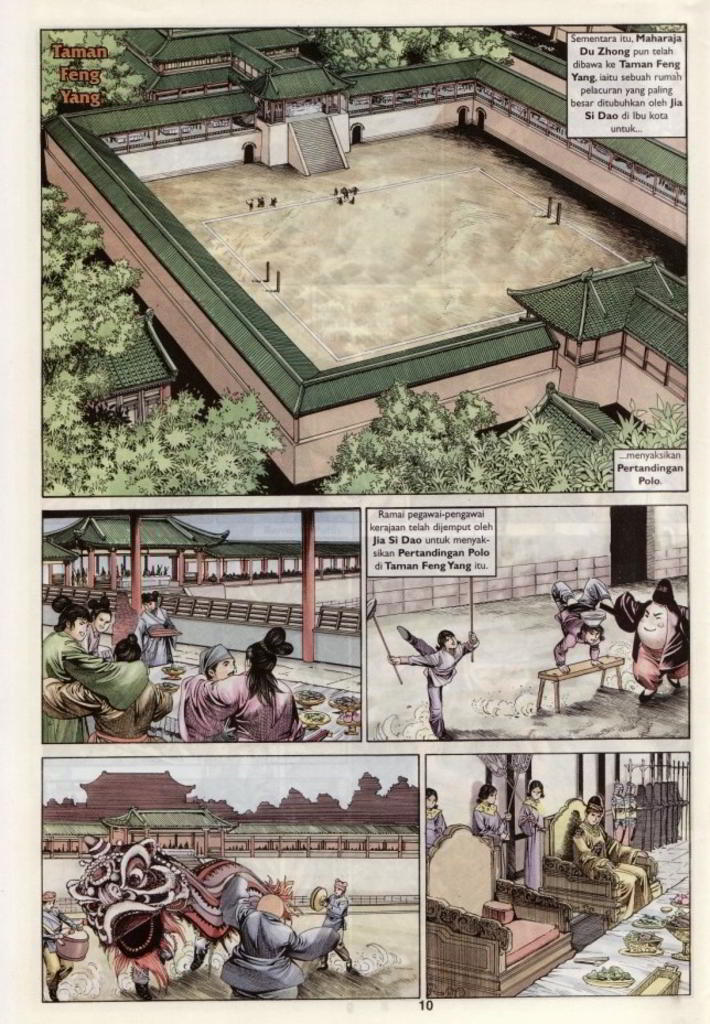 Taman
Feng
Yang
Sementara itu, Maharaja
Du Zhong pun telah
dibawa ke Taman Feng
Yang, iaitu sebuah rumah
pelacuran yang paling
besar ditubuhkan oleh Jia
Si Dao di Ibu kota
untuk...
...menyaksikan
Pertandingan
Polo.
Ramai pegawai-pengawai
kerajaan telah dijemput oleh
Jia Si Dao untuk menyak-
sikan Pertandingan Polo
di Taman Feng Yang itu.
10